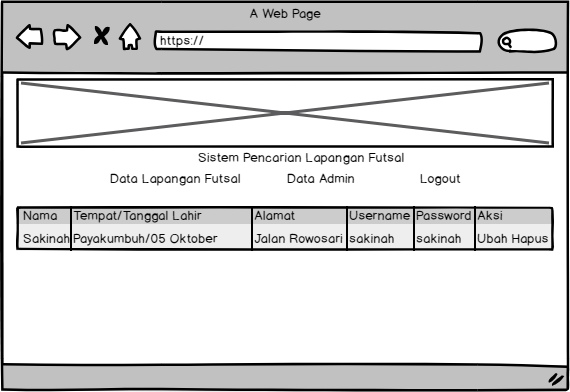 A Web Page
https://
Sistem Pencarian Lapangan Futsal
Data Lapangan Futsal Data Admin Logout
Nama Tempat/Tanggal Lahir Alamat Username Password Aksi
Sakinah Payakumbuh/05 Oktober Jalan Rowosari sakinah sakinah Ubah Hapus